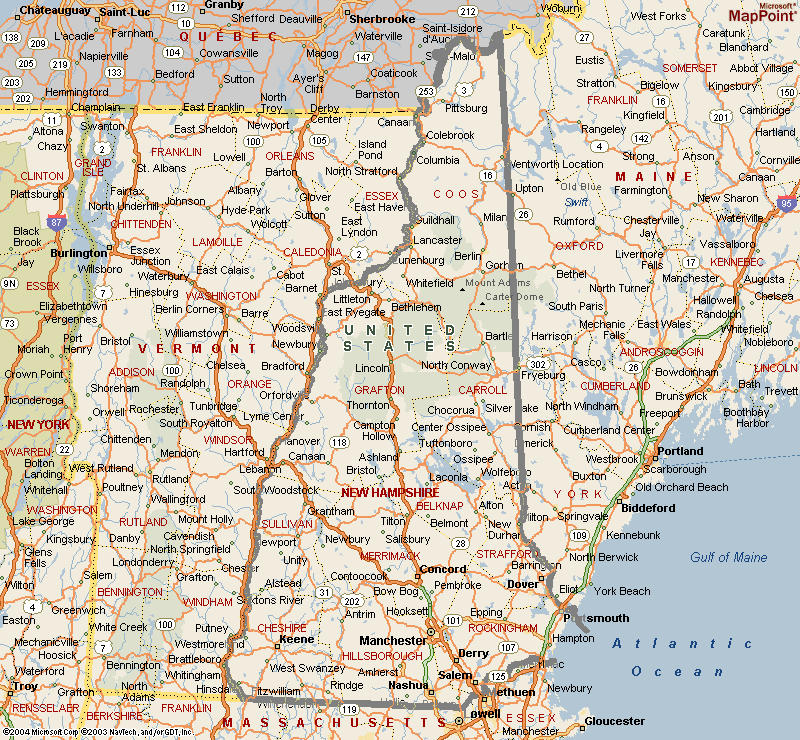 Châteauguay
Saint-Luc
Granby
Shefford
Deauville
Sherbrooke
Saint-Isidore
d'Auc
Woburn
West Forks
Microsoft
MapPoint
L'acadie
Farnham
QUÉBEC
Waterville
Caratunk
Blanchard
Napierville
Cowansville
Magog
St-Malo
Eustis
SOMERSET
Abbot Village
Bedford
Sutton
Ayer's
Cliff
Coaticook
Stratton
Bigelow
Kingsbury
Hemmingford
Barnston
FRANKLIN
Kingfield
Cambridge
Champlain
East Franklin
North
Troy
Derby
Center
Canaan
Pittsburg
Altona
Swanton
East Sheldon
Newport
Rangeley
Hartland
Chazy
Colebrook
Island
Pond
FRANKLIN
Lowell
ORLEANS
Columbia
Strong
Anson
Cornville
GRAND
ISLE
St. Albans
Barton
North Stratford
Wentworth Location
MAINE
CLINTON
Plattsburgh
Fairfax
Albany
Glover
ESSEX
COOS
Upton
Old Blue
Farmington
New Sharon
North Underhill
Johnson
Hyde Park
East Haven
Swift
Waterville
CHITTENDEN
Wolcott
Sutton
East
Lyndon
Guildhall
Milan
Rumford
Chesterville
Jay
Black
Brook
Jay
LAMOILLE
Lancaster
OXFORD
Vassalboro
Burlington
Essex
Junction
CALEDONIA
Lunenburg
Berlin
Livermore
Falls
KENNEBEC
Willsboro
Waterbury
East Calais
Cabot
St.
Gorham
Bethel
Manchester
Augusta
ESSEX
Hinesburg
WASHINGTON
Barnet
Whitefield
Mount Adams
North Turner
Chelsea
Elizabethtown
Berlin Corners
Barre
Littleton
Bethlehem
Carter Dome
South Paris
Hallowell
Randolph
Vergennes
East Ryegate
Mechanic
Falls
East Wales
Whitefield
Williamstown
Woodsville
UNITED
STATES
Bartlett
Harrison
Nobleboro
Moriah
Port
Henry
Bristol
VERMONT
Newbury
ANDROSCOGGIN
Crown Point
ADDISON
Chelsea
Bradford
Lincoln
North Conway
Casco
Bowdoinham
LINCOLN
Shoreham
Randolph
ORANGE
Fryeburg
CUMBERLAND
Bath
Trevett
Ticonderoga
Orford
GRAFTON
CARROLL
Brunswick
Orwell
Rochester
Tunbridge
Lyme Center
Thornton
Chocorua
Silver Lake
North Windham
Freeport
Boothbay
Harbor
NEW YORK
South Royalton
Campton
Hollow
Center Ossipee
Cornish
Cumberland Center
WARREN
Chittenden
WINDSOR
Hanover
Tuftonboro
Limerick
Portland
Bolton
Landing
West Rutland
Hartford
Canaan
Ashland
Ossipee
Westbrook
Scarborough
Whitehall
Poultney
Rutland
Lebanon
Bristol
Laconia
Wolfeboro
Buxton
Old Orchard Beach
WASHINGTON
Wallingford
South
Woodstock
NEW HAMPSHIRE
Acton
YORK
Lake George
RUTLAND
Mount Holly
Grantham
BELKNAP
Alton
Biddeford
Kingsbury
Danby
SULLIVAN
Tilton
Belmont
Milton
Springvale
Glens
Falls
North Springfield
Newport
Newbury
Salisbury
New
Durham
Kennebunk
Londonderry
MERRIMACK
STRAFFORD
Gulf of Maine
Wilton
Salem
Grafton
Chester
Unity
Concord
Barrington
North Berwick
Greenwich
BENNINGTON
Alstead
Contoocook
Pembroke
Dover
Eliot
York Beach
WINDHAM
Saxtons River
Bow Bog
White Creek
Putney
CHESHIRE
Antrim
Hooksett
Epping
Portsmouth
Mechanicville
Hoosick
Westmoreland
Keene
Manchester
ROCKINGHAM
Hampton
Atlantic
Ocean
Waterford
Bennington
Brattleboro
HILLSBOROUGH
Derry
Whitingham
West Swanzey
Amherst
Salem
Troy
Grafton
Hinsdale
Fitzwilliam
Rindge
Nashua
Methuen
Newbury
RENSSELAER
Florida
Winchendon
Lowell
BERKSHIRE
FRANKLIN
MASSACHUSETTS
ESSEX
Gloucester
©2004 Microsoft Corp ©2003 NavTech, and/or GDT, Inc.